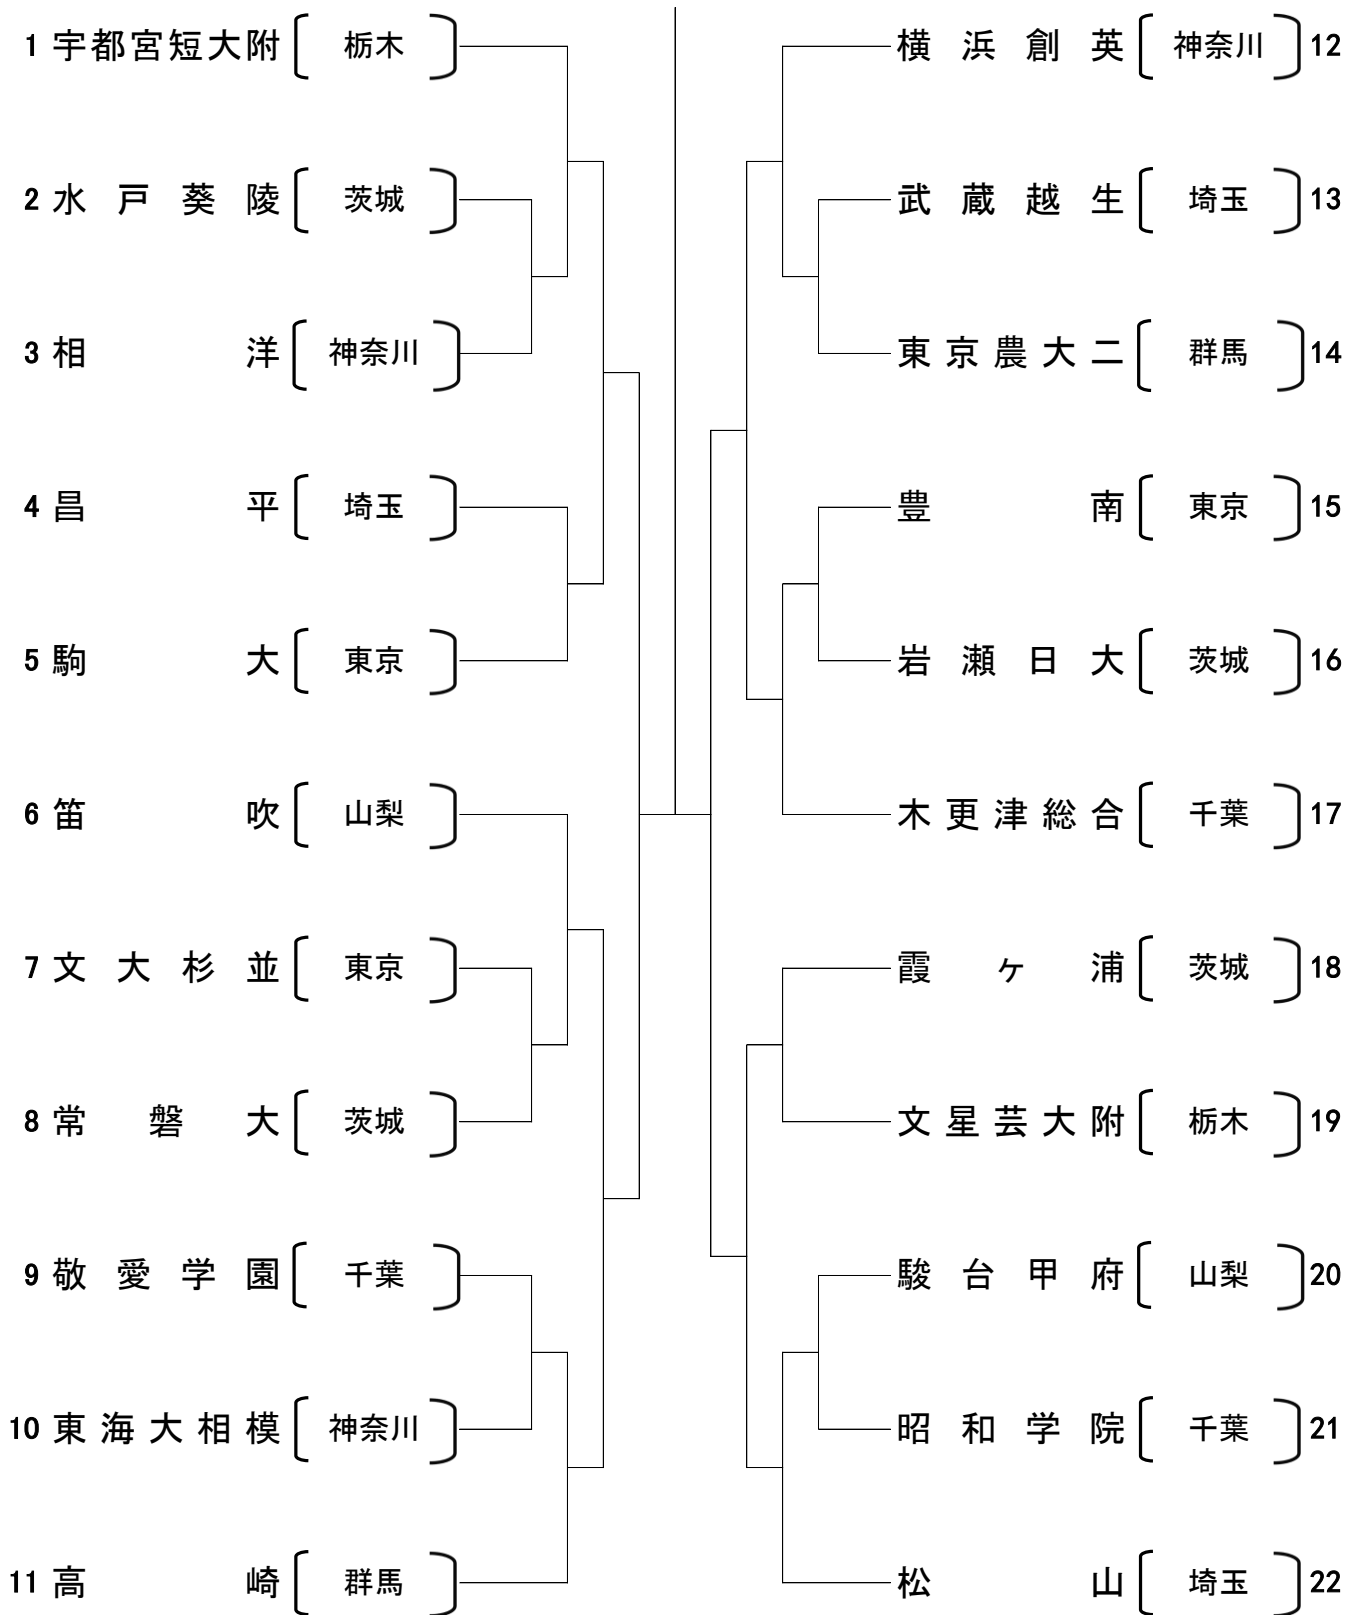 1 宇都宮短大附 栃木
2 水戸葵陵 茨城
3 相洋 神奈川
4 昌平 埼玉
5 駒大 東京
6 笛吹 山梨
7 文大杉並 東京
8 常磐大 茨城
9 敬愛学園 千葉
10 東海大相模 神奈川
11 高崎 群馬
横浜創英 神奈川 12
武蔵越生 埼玉 13
東京農大二 群馬 14
豊南 東京 15
岩瀬日大 茨城 16
木更津総合 千葉 17
霞ヶ浦 茨城 18
文星芸大附 栃木 19
駿台甲府 山梨 20
昭和学院 千葉 21
松山 埼玉 22